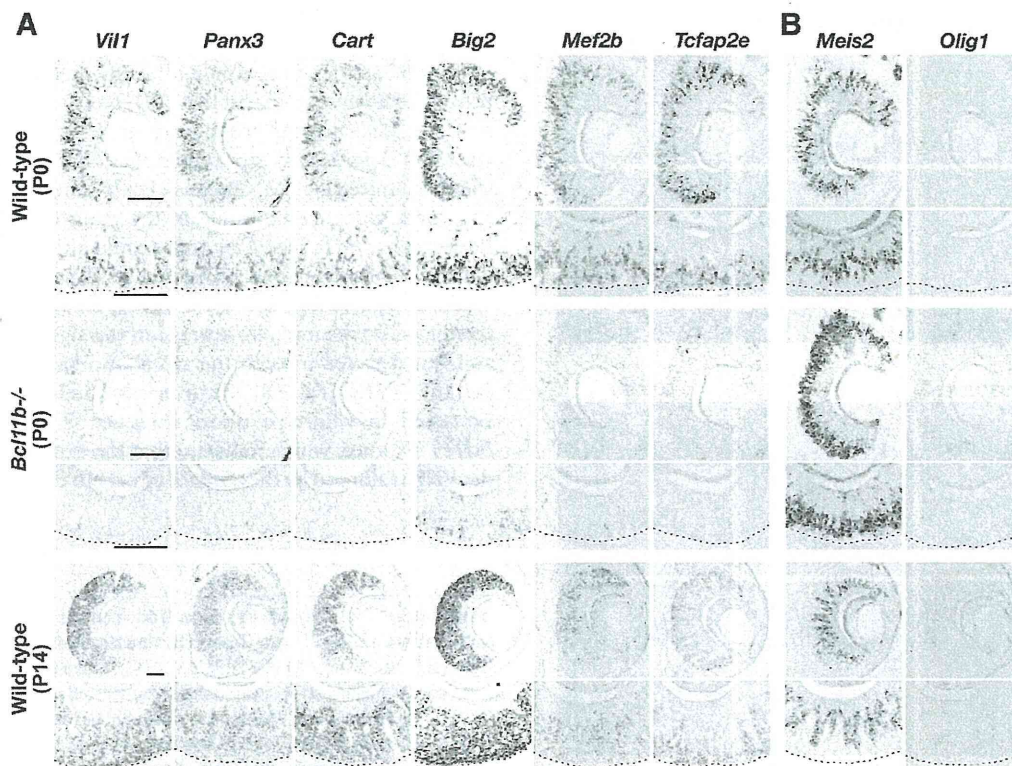 A
Vil1 Panx3 Cart Big2 Mef2b Tcfap2e
B
Meis2 Olig1
Wild-type
(P0)
Bcl11b-/-
(P0)
Wild-type
(P14)